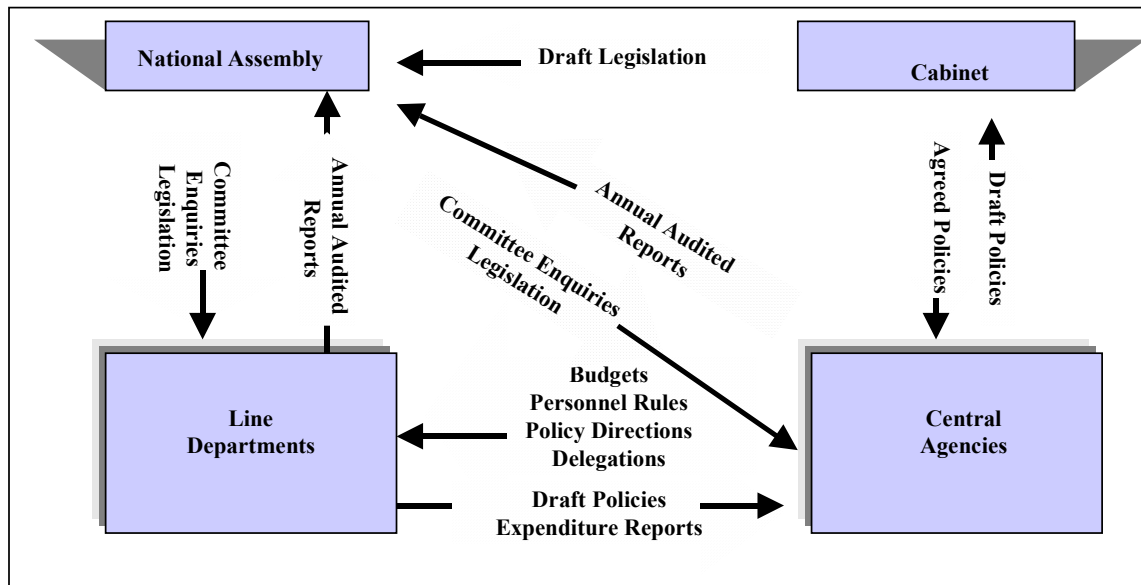 National Assembly
Draft Legislation
Cabinet
Committee
Enquiries
Legislation
Annual Audited
Reports
Committee Enquiries
Legislation
Annual Audited
Reports
Agreed Policies
Draft Policies
Line
Departments
Budgets
Personnel Rules
Policy Directions
Delegations
Central
Agencies
Draft Policies
Expenditure Reports